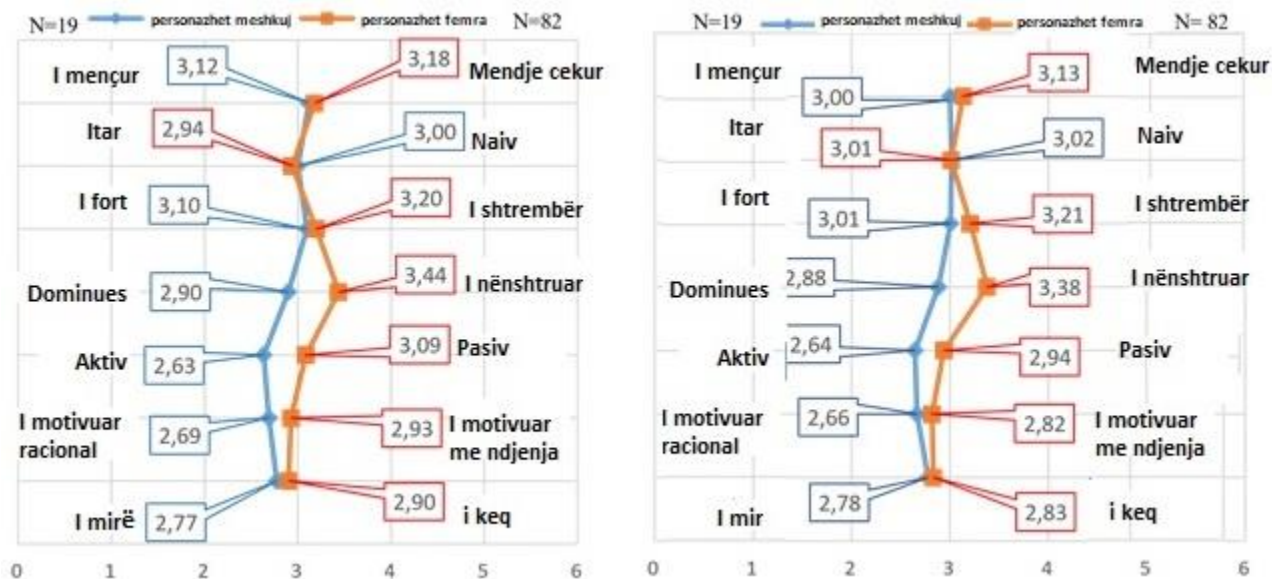 N=19 personazhet meshkuj personazhet femra N=82
I mençur 3,12 3,18 Mendje cekur
Itar 2,94 3,00 Naiv
I fort 3,10 3,20 I shtrembër
Dominues 2,90 3,44 I nënshtruar
Aktiv 2,63 3,09 Pasiv
I motivuar
racional 2,69 2,93 I motivuar
me ndjenja
I mirë 2,77 2,90 i keq
0 1 2 3 4 5 6
N=19 personazhet meshkuj personazhet femra N= 82
I mençur 3,00 3,13 Mendje cekur
Itar 3,01 3,02 Naiv
I fort 3,01 3,21 I shtrembër
Dominues 2,88 3,38 I nënshtruar
Aktiv 2,64 2,94 Pasiv
I motivuar
racional 2,66 2,82 I motivuar
me ndjenja
I mir 2,78 2,83 i keq
0 1 2 3 4 5 6